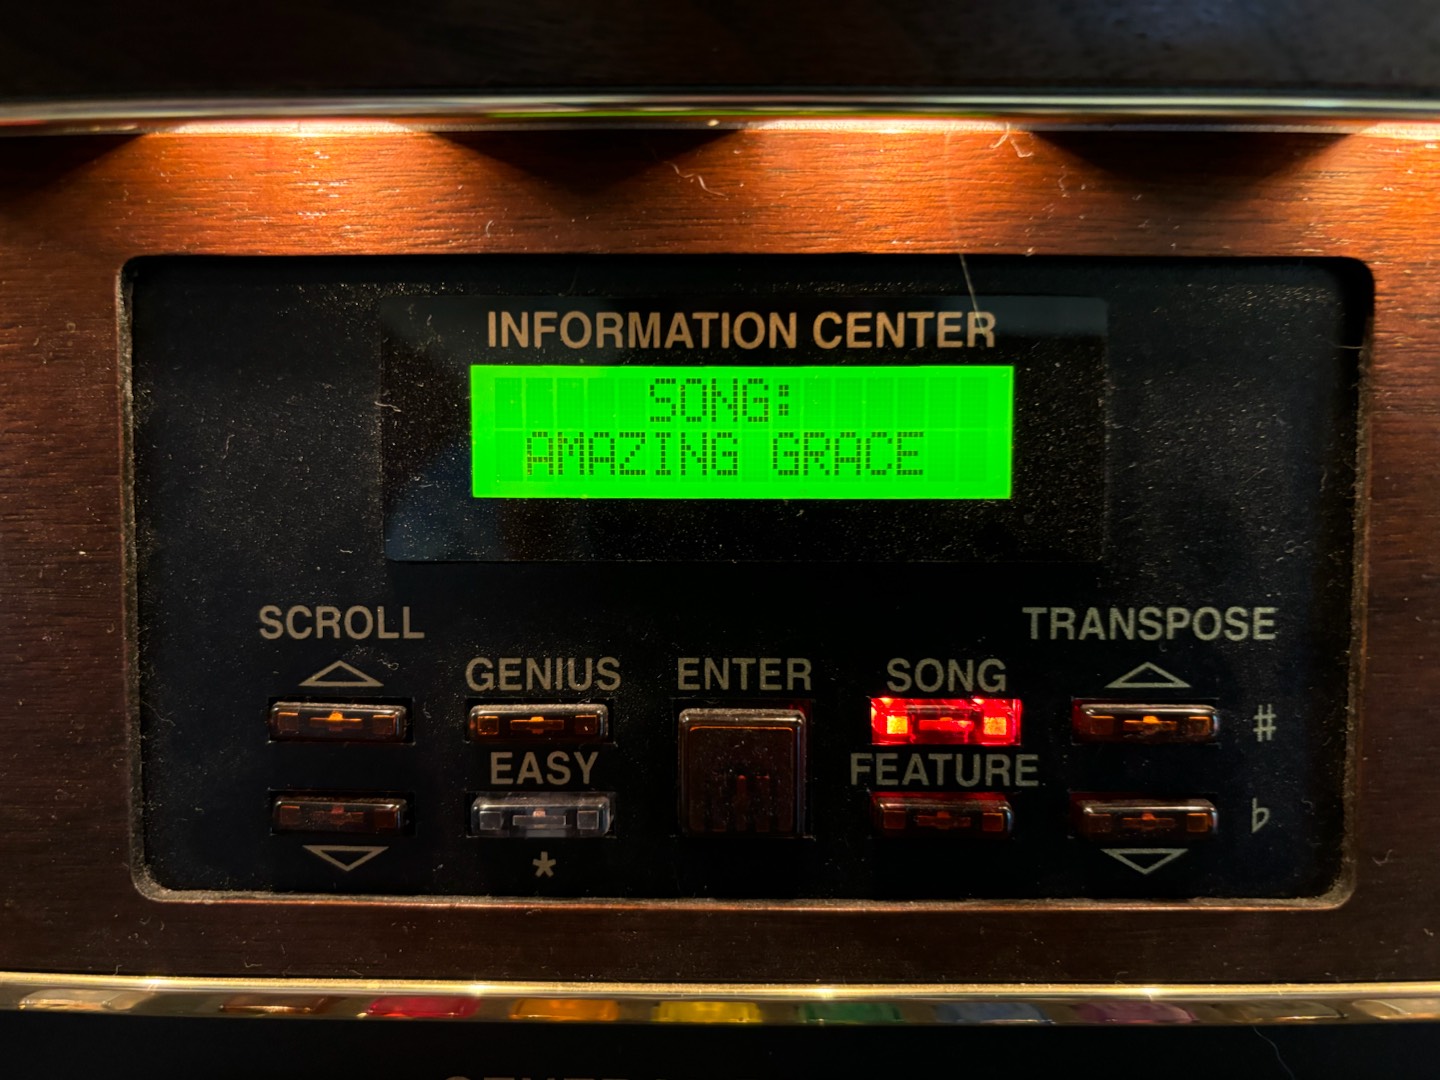 INFORMATION CENTER
SONG:
AMAZING GRACE
SCROLL
TRANSPOSE
GENIUS
ENTER
SONG
#
EASY
FEATURE
♭
*